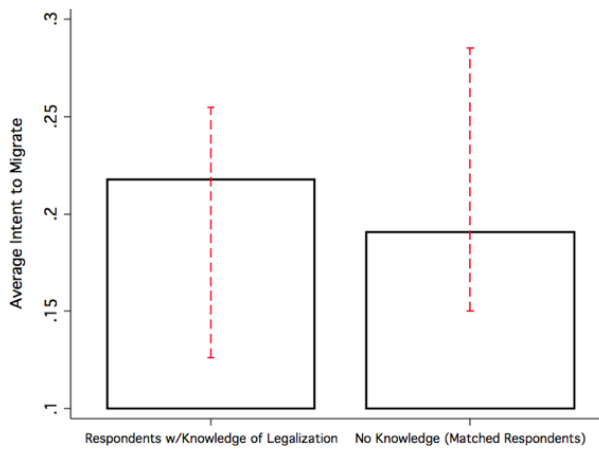 .3
.25
.2
.15
.1
Average Intent to Migrate
Respondents w/Knowledge of Legalization
No Knowledge (Matched Respondents)